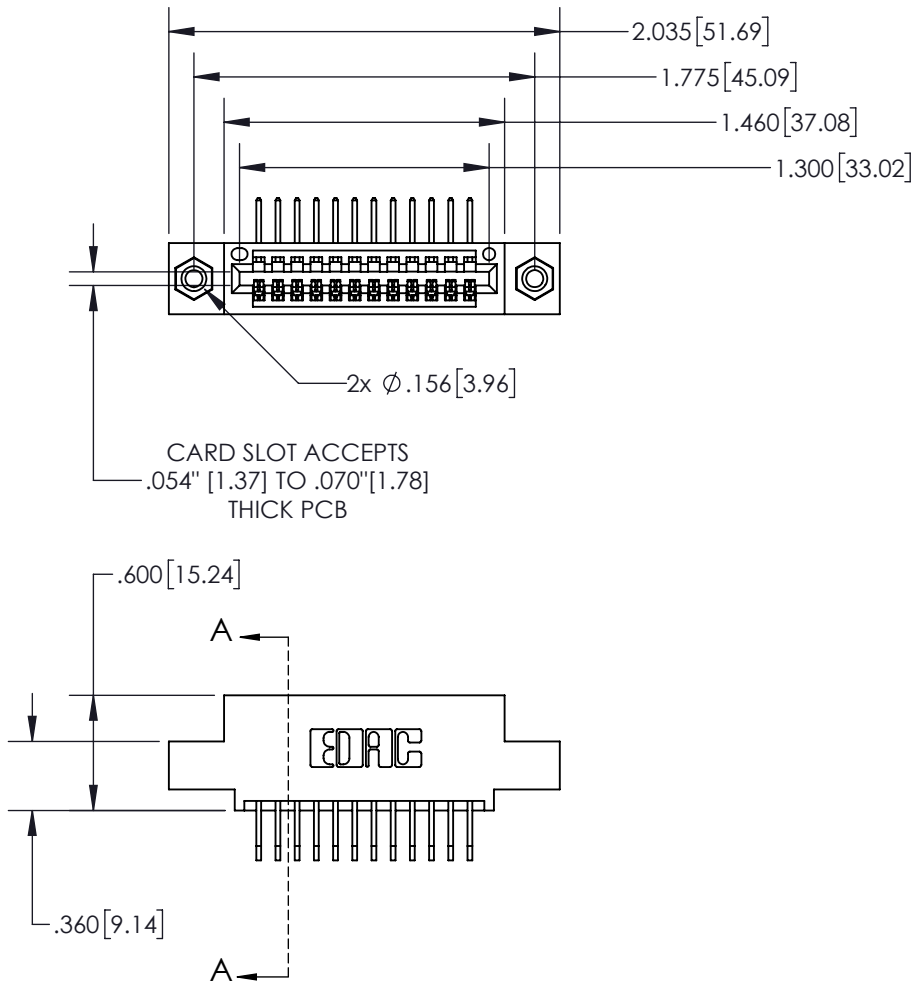 2.035[51.69]
1.775[45.09]
1.460[37.08]
1.300[33.02]
2x Ø.156[3.96]
CARD SLOT ACCEPTS
.054" [1.37] TO .070"[1.78]
THICK PCB
.600[15.24]
A
EDAC
.360[9.14]
A